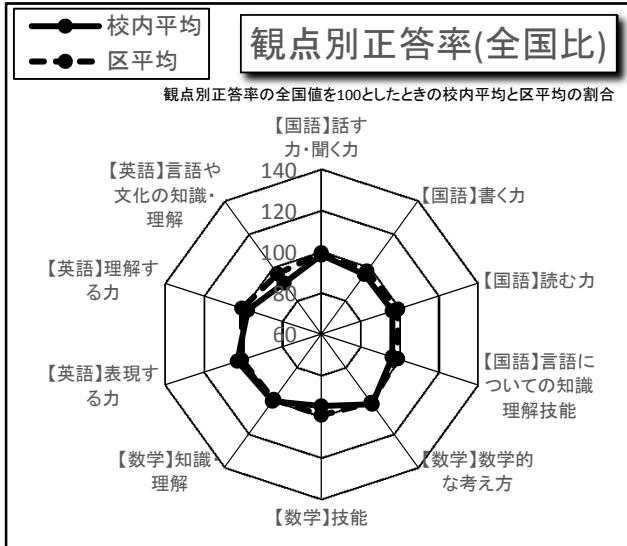 校内平均
区平均
観点別正答率(全国比)
観点別正答率の全国値を100としたときの校内平均と区平均の割合
【国語】話す
力・聞く力
【国語】書く力
【国語】読む力
【国語】言語に
ついての知識
理解技能
【数学】数学的
な考え方
【数学】技能
【数学】知識・
理解
【英語】表現す
る力
【英語】理解す
る力
【英語】言語や
文化の知識・
理解
140
120
100
80
60